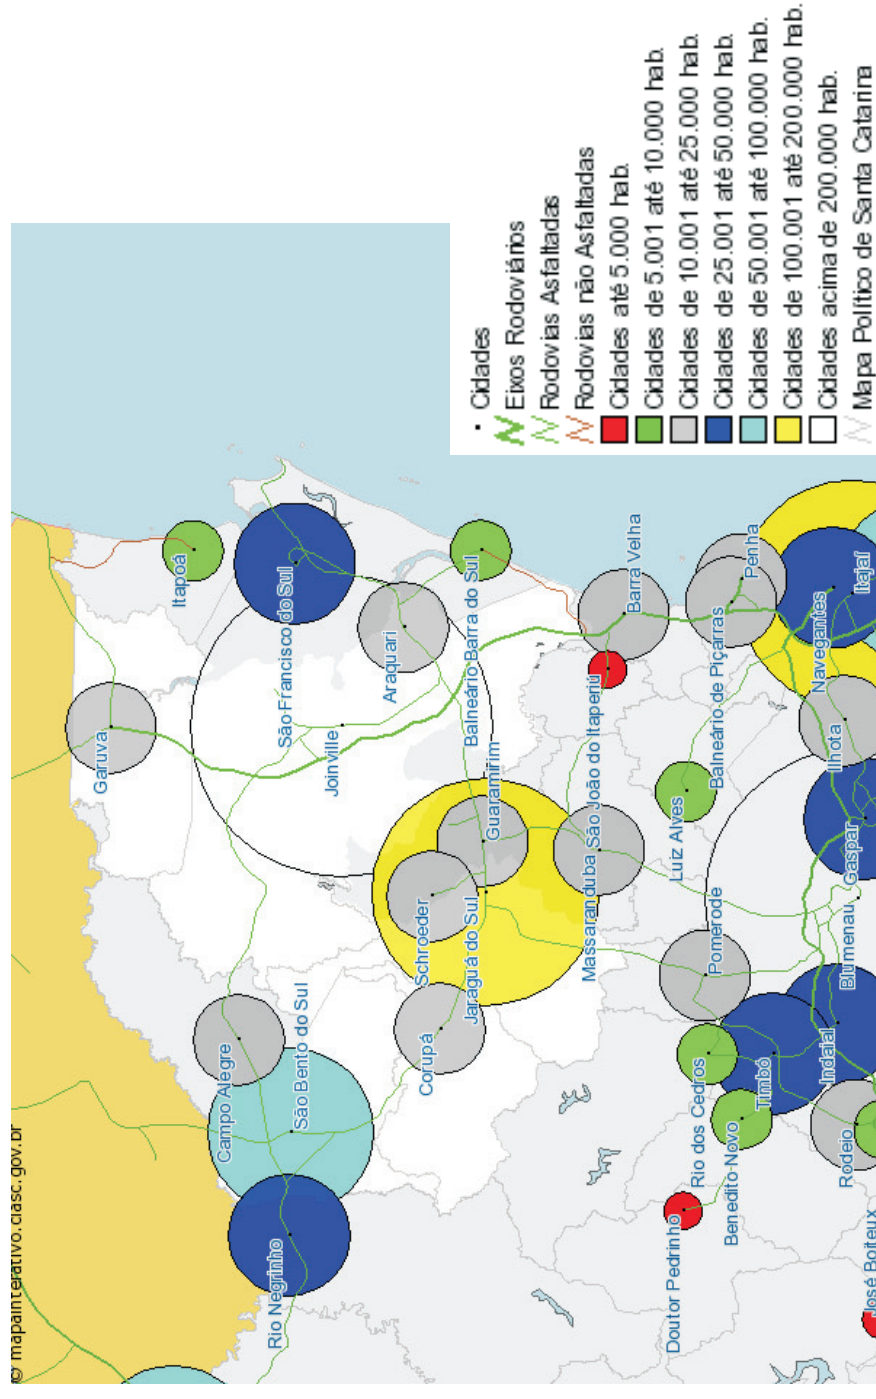 © mapainterativo.ciasc.gov.br
Garuva
Itapoá
Campo Alegre
São Bento do Sul
São Francisco do Sul
Rio Negrinho
Joinville
Araquari
Schroeder
Corupá
Guaramirim
Jaraguá do Sul
Balneário Barra do Sul
Massaranduba
São João do Itaperiú
Barra Velha
Luiz Alves
Pomerode
Rio dos Cedros
Doutor Pedrinho
Benedito Novo
Timbó
Balneário de Piçarras
Penha
Indaial
Rodeio
Blumenau
Gaspar
Ilhota
Navegantes
Itajaí
José Boiteux
Cidades
Eixos Rodoviários
Rodovias Asfaltadas
Rodovias não Asfaltadas
Cidades até 5.000 hab.
Cidades de 5.001 até 10.000 hab.
Cidades de 10.001 até 25.000 hab.
Cidades de 25.001 até 50.000 hab.
Cidades de 50.001 até 100.000 hab.
Cidades de 100.001 até 200.000 hab.
Cidades acima de 200.000 hab.
Mapa Político de Santa Catarina